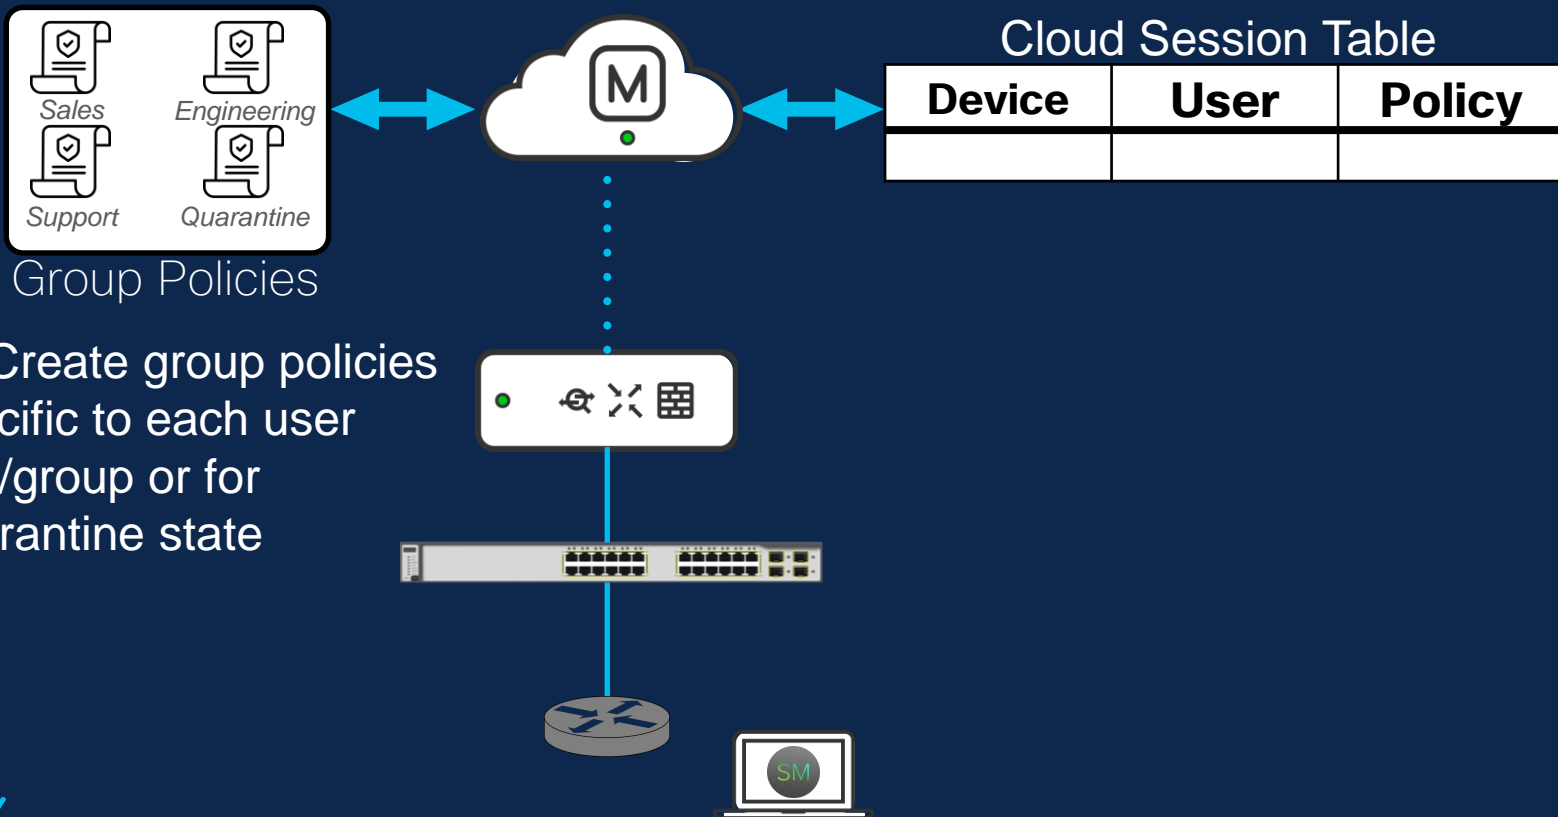 Cloud Session Table
Device User Policy
M
Sales Engineering
Support Quarantine
Group Policies
Create group policies
cific to each user
/group or for
rantine state
SM